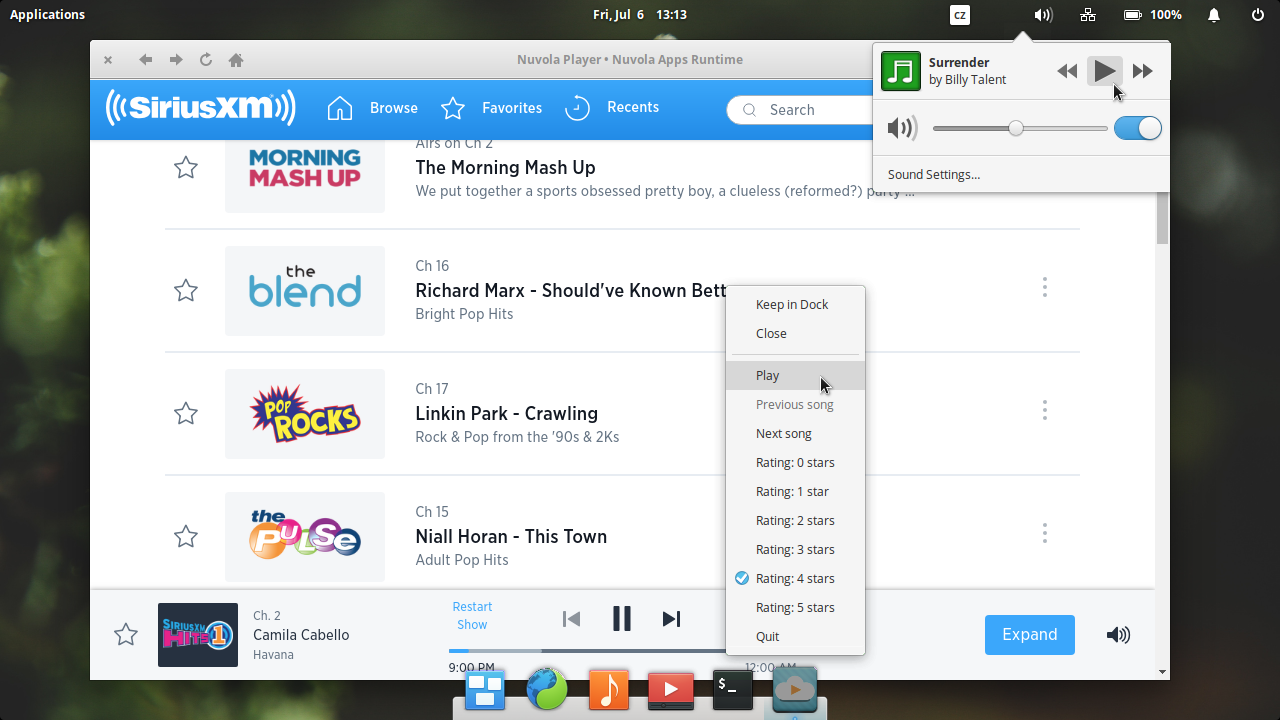 Applications
Fri, Jul 6 13:13
cz
100%
Nuvola Player • Nuvola Apps Runtime
Surrender
by Billy Talent
Sound Settings...
SiriusXM
Browse
Favorites
Recents
Search
MORNING
MASH UP
Airs on Ch 2
The Morning Mash Up
We put together a sports obsessed pretty boy, a clueless (reformed?) party ...
the
blend
Ch 16
Richard Marx - Should've Known Bett
Bright Pop Hits
POP
ROCKS
Ch 17
Linkin Park - Crawling
Rock & Pop from the '90s & 2Ks
the
PULSE
Ch 15
Niall Horan - This Town
Adult Pop Hits
Keep in Dock
Close
Play
Previous song
Next song
Rating: 0 stars
Rating: 1 star
Rating: 2 stars
Rating: 3 stars
Rating: 4 stars
Rating: 5 stars
Quit
SIRIUSXM
HITS 1
Ch. 2
Camila Cabello
Havana
Restart
Show
9:00 PM
12:00 AM
Expand
$_